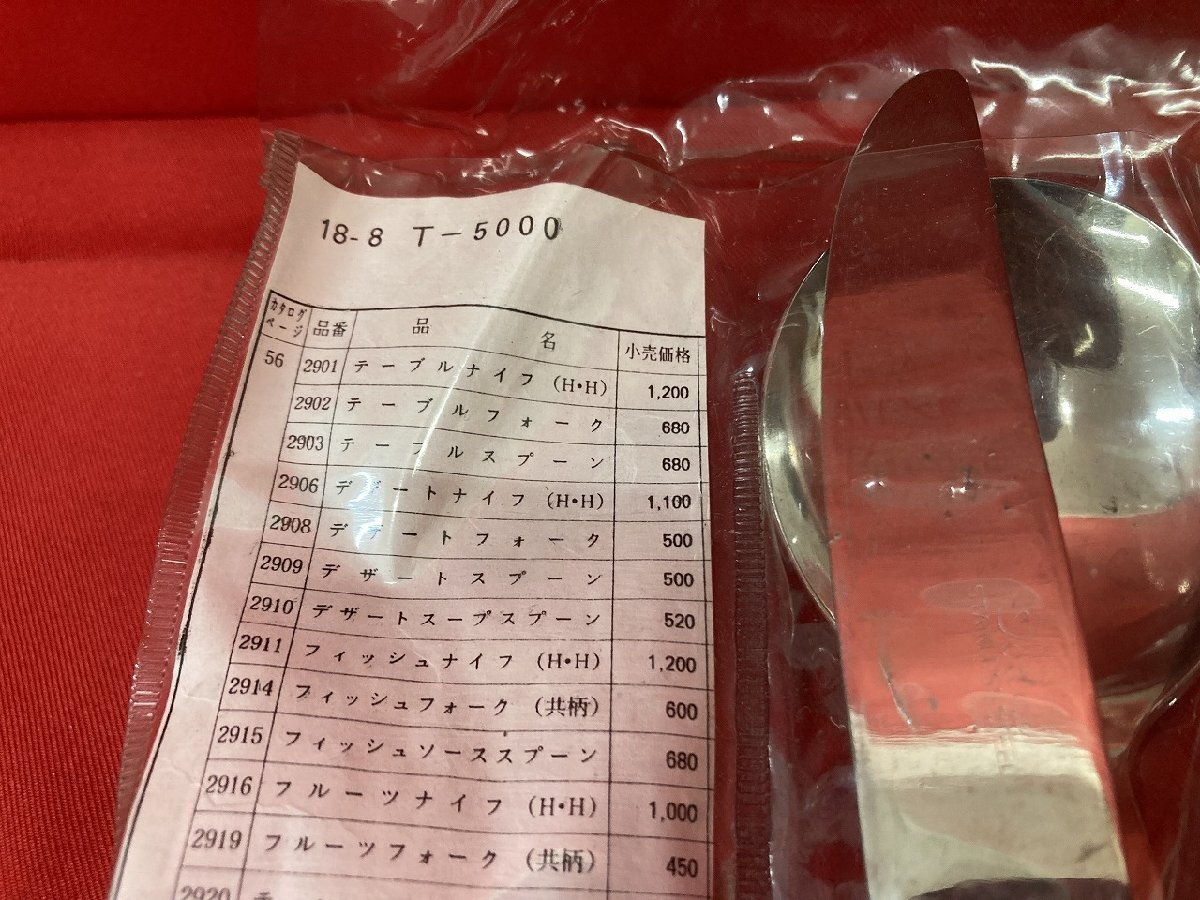 18-8 T-5000
カタログページ 品番 品名 小売価格
56 2901 テーブルナイフ (H・H) 1,200
2902 テーブルフォーク 680
2903 テーブルスプーン 680
2906 デザートナイフ (H・H) 1,100
2908 デザートフォーク 500
2909 デザートスプーン 500
2910 デザートスープスプーン 520
2911 フィッシュナイフ (H・H) 1,200
2914 フィッシュフォーク (共柄) 600
2915 フィッシュソーススプーン 680
2916 フルーツナイフ (H・H) 1,000
2919 フルーツフォーク (共柄) 450
2920